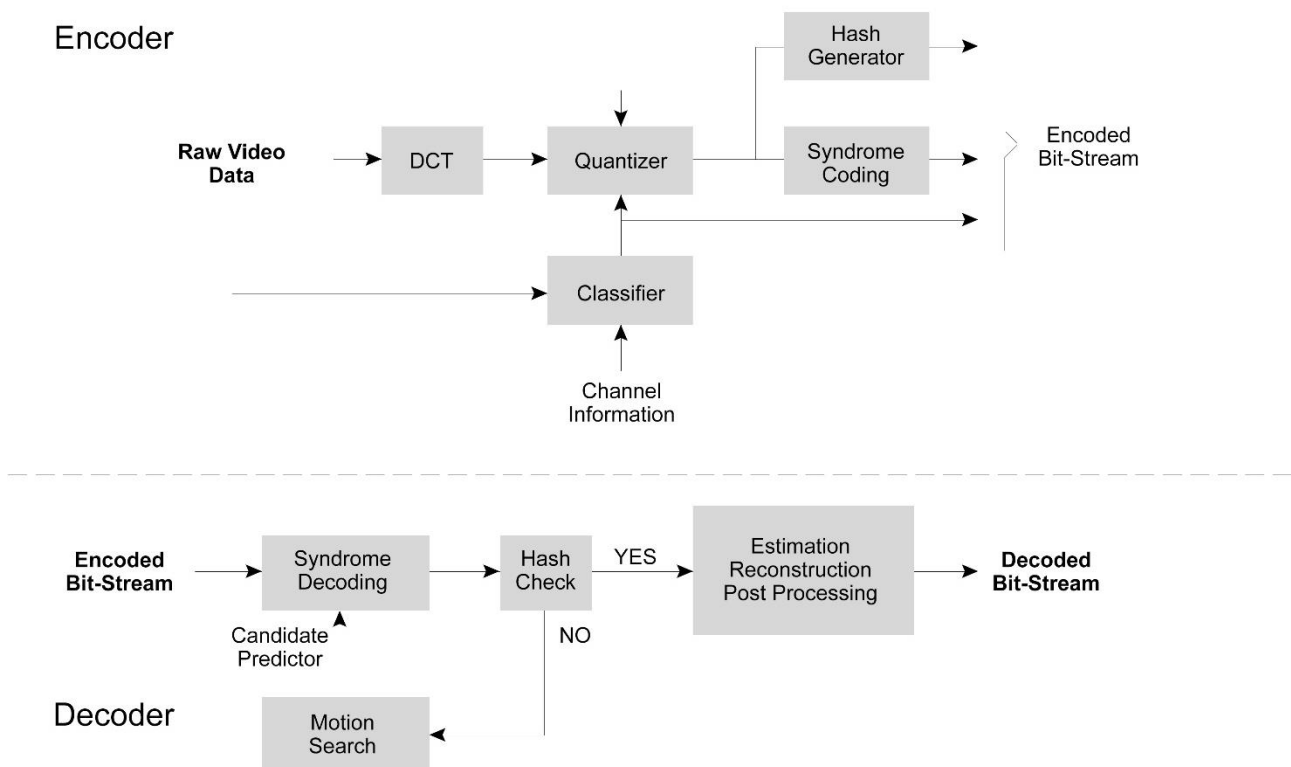 Encoder
Hash
Generator
Raw Video
Data
DCT
Quantizer
Syndrome
Coding
Encoded
Bit-Stream
Classifier
Channel
Information
Encoded
Bit-Stream
Syndrome
Decoding
Hash
Check
YES
Estimation
Reconstruction
Post Processing
Decoded
Bit-Stream
Candidate
Predictor
NO
Decoder
Motion
Search